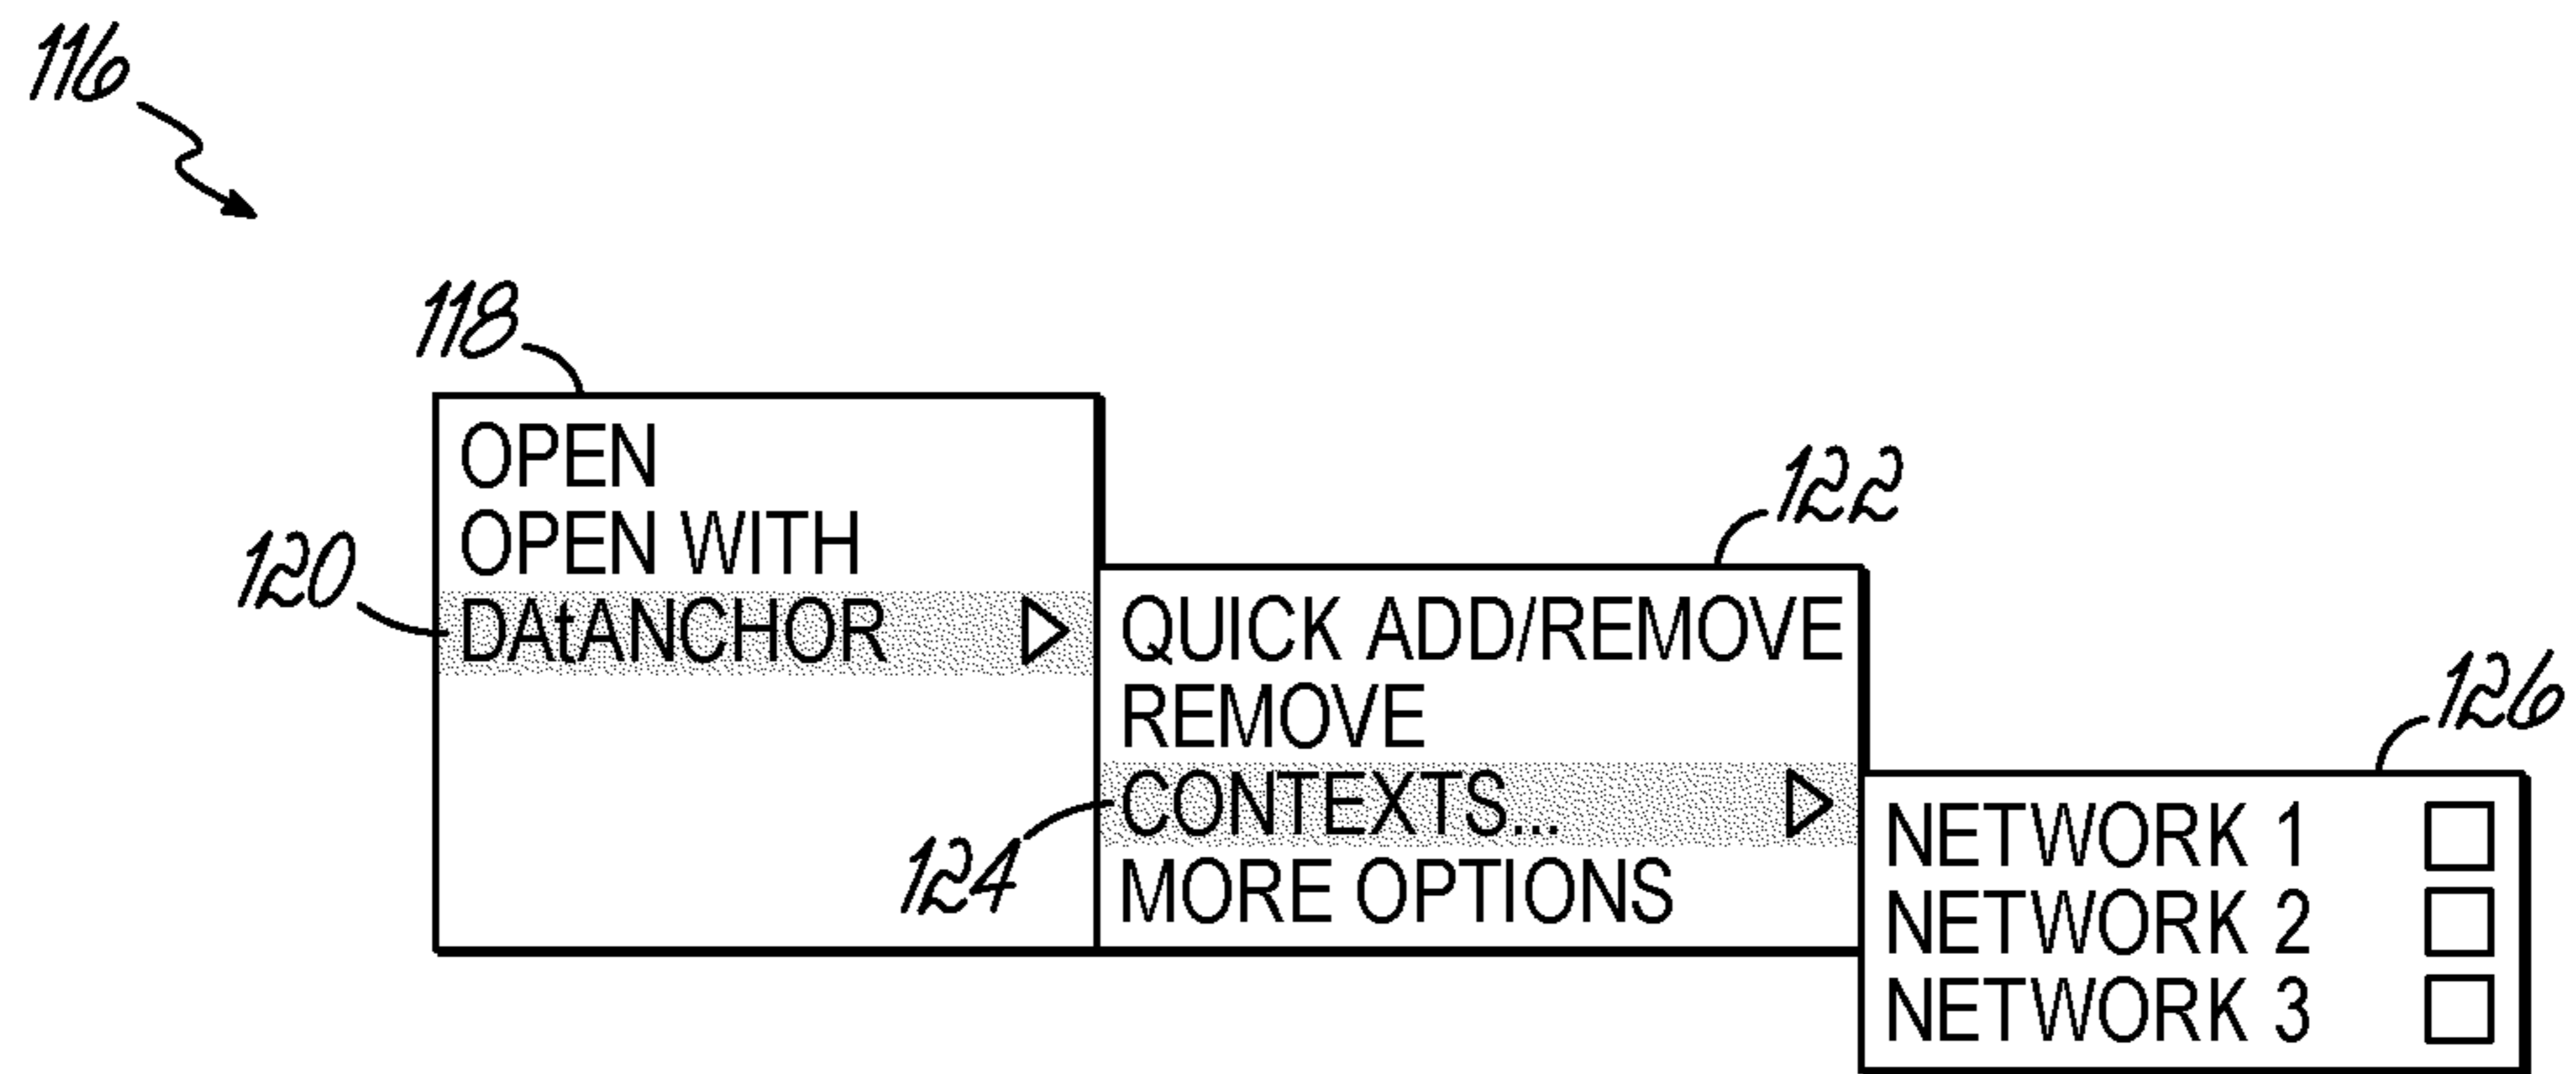 116
118
OPEN
OPEN WITH
120
DAtANCHOR
122
QUICK ADD/REMOVE
REMOVE
CONTEXTS...
124
MORE OPTIONS
126
NETWORK 1
NETWORK 2
NETWORK 3